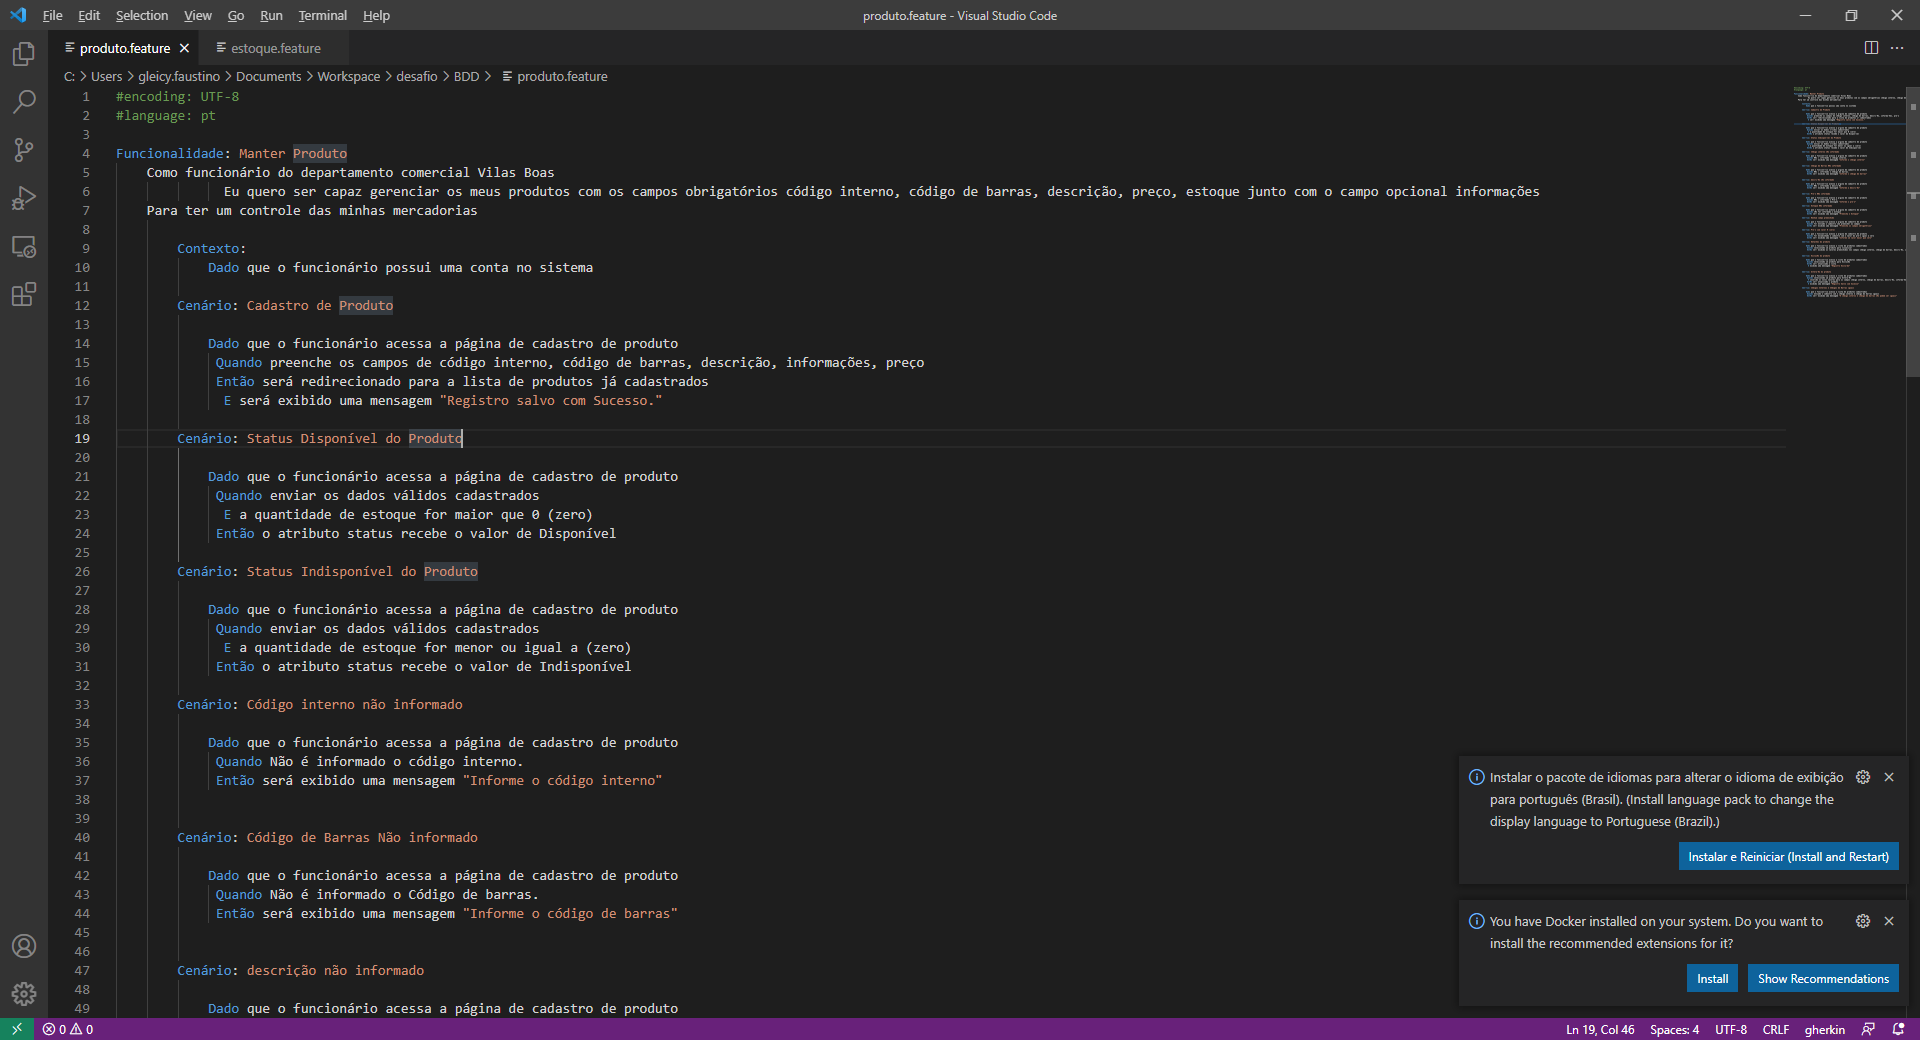 File Edit Selection View Go Run Terminal Help
produto.feature - Visual Studio Code
produto.feature
estoque.feature
C: > Users > gleicy.faustino > Documents > Workspace > desafio > BDD > produto.feature
1 #encoding: UTF-8
2 #language: pt
3
4 Funcionalidade: Manter Produto
5 Como funcionário do departamento comercial Vilas Boas
6 Eu quero ser capaz gerenciar os meus produtos com os campos obrigatórios código interno, código de barras, descrição, preço, estoque junto com o campo opcional informações
7 Para ter um controle das minhas mercadorias
8
9 Contexto:
10 Dado que o funcionário possui uma conta no sistema
11
12 Cenário: Cadastro de Produto
13
14 Dado que o funcionário acessa a página de cadastro de produto
15 Quando preenche os campos de código interno, código de barras, descrição, informações, preço
16 Então será redirecionado para a lista de produtos já cadastrados
17 E será exibido uma mensagem "Registro salvo com Sucesso."
18
19 Cenário: Status Disponível do Produto
20
21 Dado que o funcionário acessa a página de cadastro de produto
22 Quando enviar os dados válidos cadastrados
23 E a quantidade de estoque for maior que 0 (zero)
24 Então o atributo status recebe o valor de Disponível
25
26 Cenário: Status Indisponível do Produto
27
28 Dado que o funcionário acessa a página de cadastro de produto
29 Quando enviar os dados válidos cadastrados
30 E a quantidade de estoque for menor ou igual a (zero)
31 Então o atributo status recebe o valor de Indisponível
32
33 Cenário: Código interno não informado
34
35 Dado que o funcionário acessa a página de cadastro de produto
36 Quando Não é informado o código interno.
37 Então será exibido uma mensagem "Informe o código interno"
38
39
40 Cenário: Código de Barras Não informado
41
42 Dado que o funcionário acessa a página de cadastro de produto
43 Quando Não é informado o Código de barras.
44 Então será exibido uma mensagem "Informe o código de barras"
45
46
47 Cenário: descrição não informado
48
49 Dado que o funcionário acessa a página de cadastro de produto
Instalar o pacote de idiomas para alterar o idioma de exibição
para português (Brasil). (Install language pack to change the
display language to Portuguese (Brazil).)
Instalar e Reiniciar (Install and Restart)
You have Docker installed on your system. Do you want to
install the recommended extensions for it?
Install
Show Recommendations
0 0
Ln 19, Col 46 Spaces: 4 UTF-8 CRLF gherkin